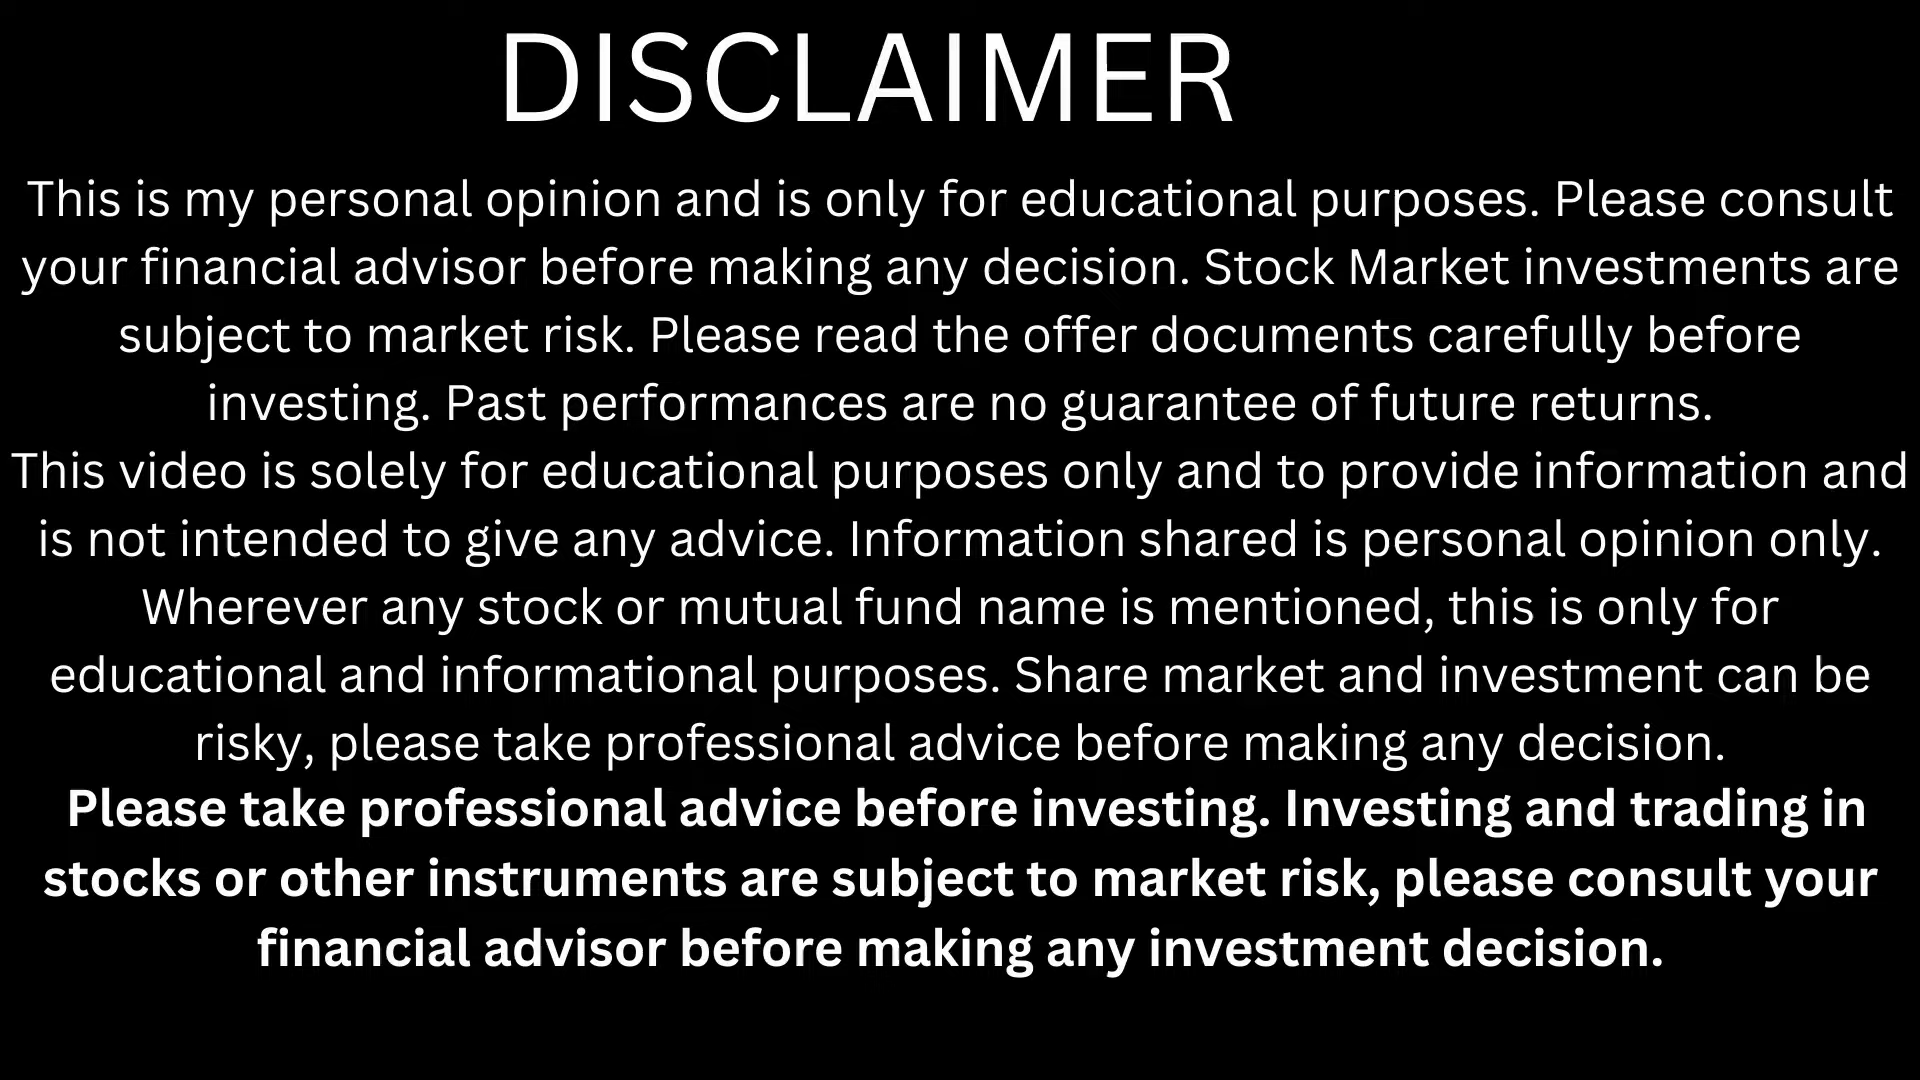 DISCLAIMER
This is my personal opinion and is only for educational purposes. Please consult
your financial advisor before making any decision. Stock Market investments are
subject to market risk. Please read the offer documents carefully before
investing. Past performances are no guarantee of future returns.
This video is solely for educational purposes only and to provide information and
is not intended to give any advice. Information shared is personal opinion only.
Wherever any stock or mutual fund name is mentioned, this is only for
educational and informational purposes. Share market and investment can be
risky, please take professional advice before making any decision.
Please take professional advice before investing. Investing and trading in
stocks or other instruments are subject to market risk, please consult your
financial advisor before making any investment decision.